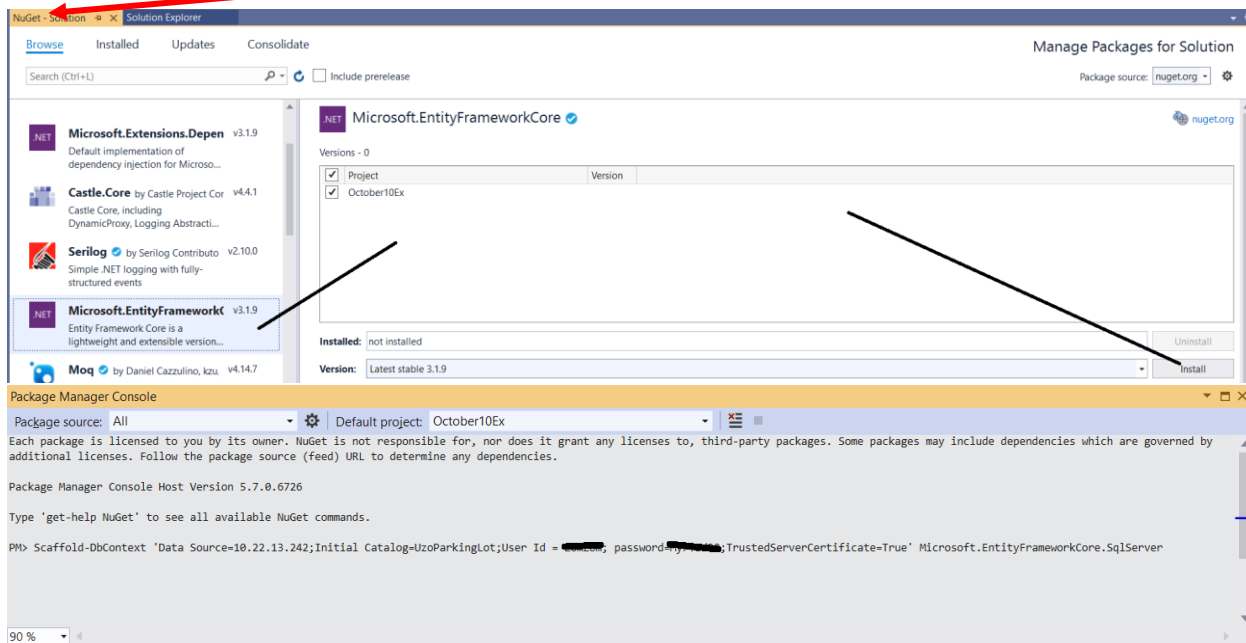 NuGet - Solution Solution Explorer
Browse Installed Updates Consolidate
Manage Packages for Solution
Search (Ctrl+L) Include prerelease
Package source: nuget.org
.NET Microsoft.Extensions.Depen v3.1.9
Default implementation of
dependency injection for Microso...
Castle.Core by Castle Project Cor v4.4.1
Castle Core, including
DynamicProxy, Logging Abstracti...
Serilog by Serilog Contributo v2.10.0
Simple .NET logging with fully-
structured events
.NET Microsoft.EntityFramework( v3.1.9
Entity Framework Core is a
lightweight and extensible version...
Moq by Daniel Cazzulino, kzu, v4.14.7
.NET Microsoft.EntityFrameworkCore
nuget.org
Versions - 0
Project Version
October10Ex
Installed: not installed Uninstall
Version: Latest stable 3.1.9 Install
Package Manager Console
Package source: All Default project: October10Ex
Each package is licensed to you by its owner. NuGet is not responsible for, nor does it grant any licenses to, third-party packages. Some packages may include dependencies which are governed by
additional licenses. Follow the package source (feed) URL to determine any dependencies.
Package Manager Console Host Version 5.7.0.6726
Type 'get-help NuGet' to see all available NuGet commands.
PM> Scaffold-DbContext 'Data Source=10.22.13.242;Initial Catalog=UzoParkingLot;User Id = ; password= ;TrustedServerCertificate=True' Microsoft.EntityFrameworkCore.SqlServer
90 %